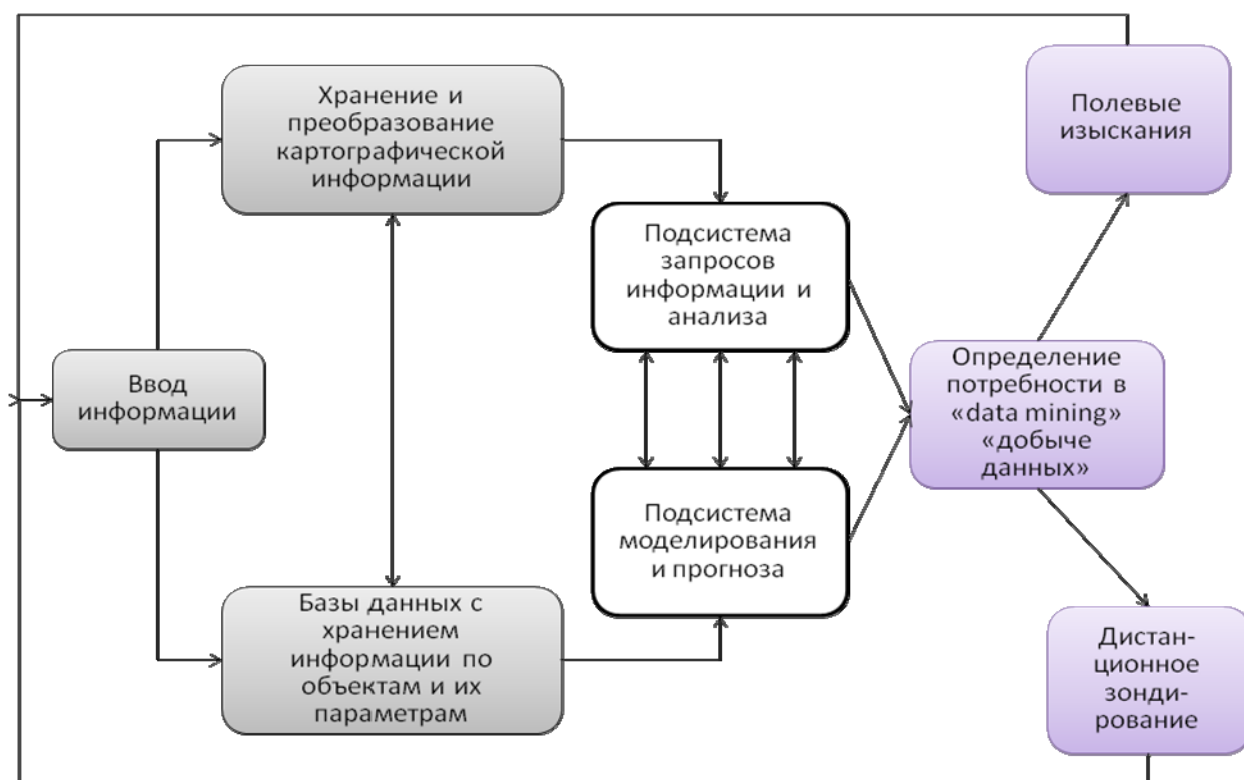 Хранение и
преобразование
картографической
информации
Полевые
изыскания
Подсистема
запросов
информации и
анализа
Ввод
информации
Определение
потребности в
«data mining»
«добыче
данных»
Подсистема
моделирования
и прогноза
Базы данных с
хранением
информации по
объектам и их
параметрам
Дистан-
ционное
зонди-
рование